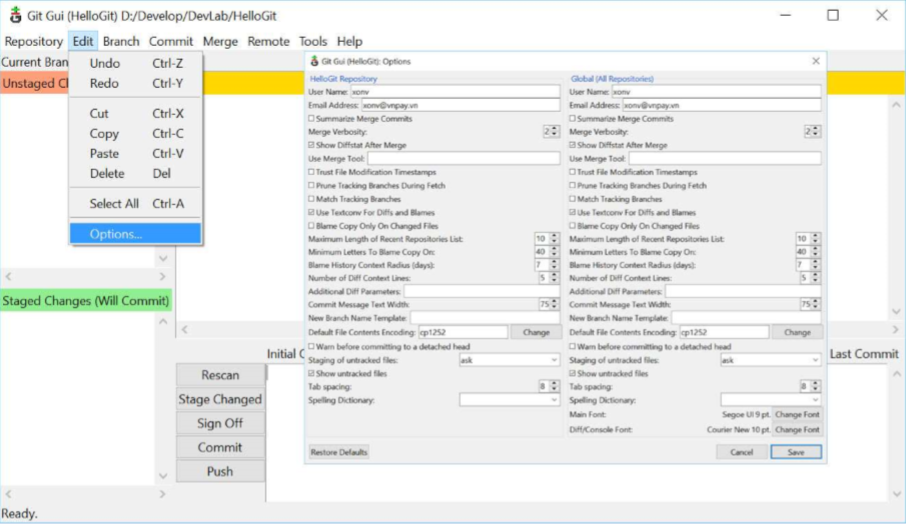 Git Gui (HelloGit) D:/Develop/DevLab/HelloGit
Repository Edit Branch Commit Merge Remote Tools Help
Current Bran
Unstaged Cl
Undo Ctrl-Z
Redo Ctrl-Y
Cut Ctrl-X
Copy Ctrl-C
Paste Ctrl-V
Delete Del
Select All Ctrl-A
Options...
Staged Changes (Will Commit)
Initial C
Last Commit
Rescan
Stage Changed
Sign Off
Commit
Push
Ready.
Git Gui (HelloGit): Options
HelloGit Repository
User Name: xonv
Email Address: xonv@vnpay.vn
Summarize Merge Commits
Merge Verbosity: 2
Show Diffstat After Merge
Use Merge Tool:
Trust File Modification Timestamps
Prune Tracking Branches During Fetch
Match Tracking Branches
Use Textconv For Diffs and Blames
Blame Copy Only On Changed Files
Maximum Length of Recent Repositories List: 10
Minimum Letters To Blame Copy On: 40
Blame History Context Radius (days): 7
Number of Diff Context Lines: 5
Additional Diff Parameters:
Commit Message Text Width: 75
New Branch Name Template:
Default File Contents Encoding: cp1252 Change
Warn before committing to a detached head
Staging of untracked files: ask
Show untracked files
Tab spacing: 8
Spelling Dictionary:
Global (All Repositories)
User Name: xonv
Email Address: xonv@vnpay.vn
Summarize Merge Commits
Merge Verbosity: 2
Show Diffstat After Merge
Use Merge Tool:
Trust File Modification Timestamps
Prune Tracking Branches During Fetch
Match Tracking Branches
Use Textconv For Diffs and Blames
Blame Copy Only On Changed Files
Maximum Length of Recent Repositories List: 10
Minimum Letters To Blame Copy On: 40
Blame History Context Radius (days): 7
Number of Diff Context Lines: 5
Additional Diff Parameters:
Commit Message Text Width: 75
New Branch Name Template:
Default File Contents Encoding: cp1252 Change
Warn before committing to a detached head
Staging of untracked files: ask
Show untracked files
Tab spacing: 8
Spelling Dictionary:
Main Font: Segoe UI 9 pt. Change Font
Diff/Console Font: Courier New 10 pt. Change Font
Restore Defaults Cancel Save